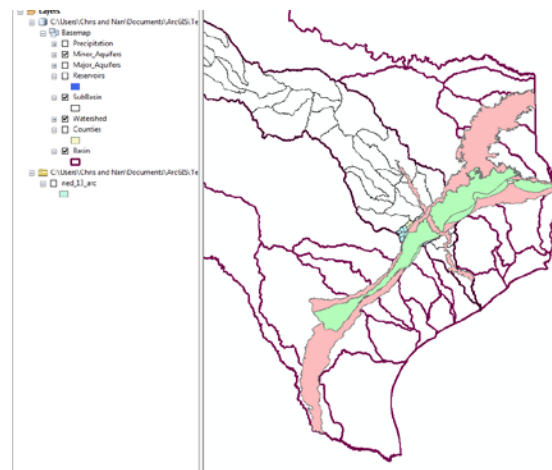 Layers
C:\Users\Chris and Nan\Documents\ArcGIS\Te
Basemap
Precipitation
Minor_Aquifers
Major_Aquifers
Reservoirs
SubBasin
Watershed
Counties
Basin
C:\Users\Chris and Nan\Documents\ArcGIS\Te
ned_13_arc